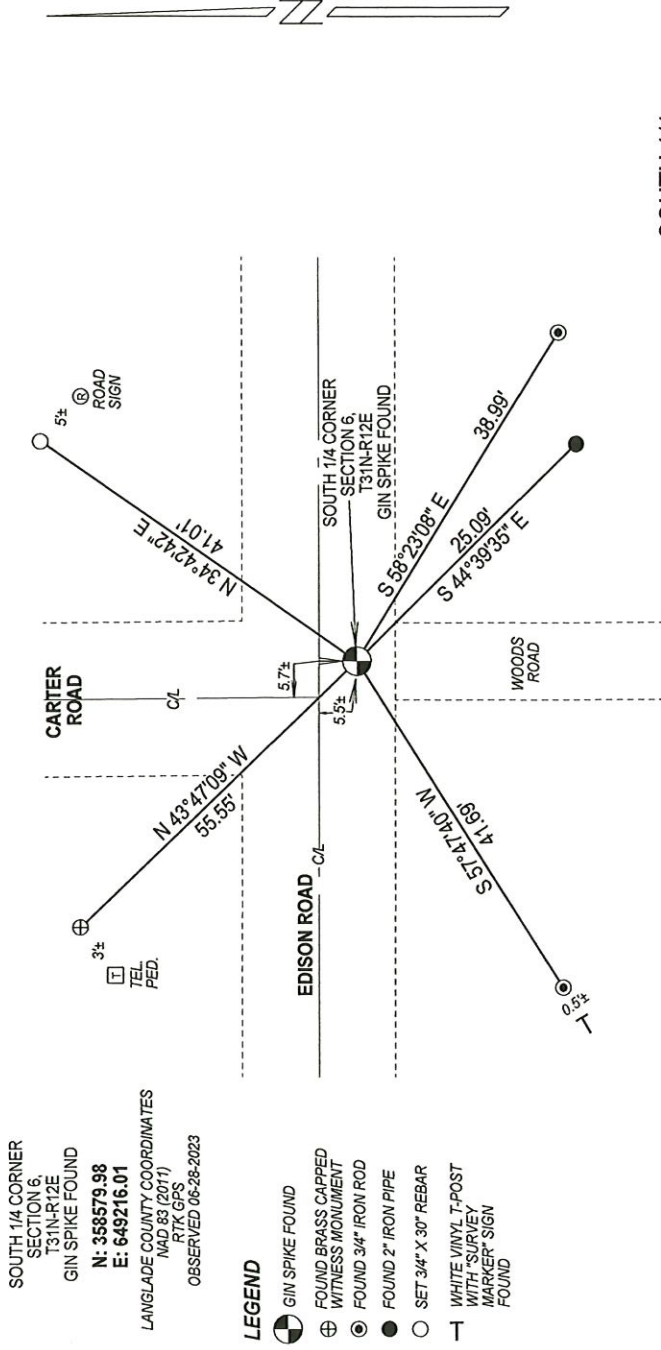 SOUTH 1/4 CORNER
SECTION 6,
T31N-R12E
GIN SPIKE FOUND
N: 358579.98
E: 649216.01
LANGLADE COUNTY COORDINATES
NAD 83 (2011)
RTK GPS
OBSERVED 06-28-2023
LEGEND
GIN SPIKE FOUND
FOUND BRASS CAPPED
WITNESS MONUMENT
FOUND 3/4" IRON ROD
FOUND 2" IRON PIPE
SET 3/4" X 30" REBAR
T
WHITE VINYL T-POST
WITH "SURVEY
MARKER" SIGN
FOUND
3'±
T
TEL.
PED.
N 43°47'09" W
55.55'
CARTER
ROAD
C/L
5'±
R
ROAD
SIGN
N 34°42'42" E
41.01'
EDISON ROAD
C/L
5.7'±
5.5'±
SOUTH 1/4 CORNER
SECTION 6,
T31N-R12E
GIN SPIKE FOUND
S 58°23'08" E
38.99'
25.09'
S 44°39'35" E
WOODS
ROAD
S 57°47'40" W
41.69'
0.5'±
T
N